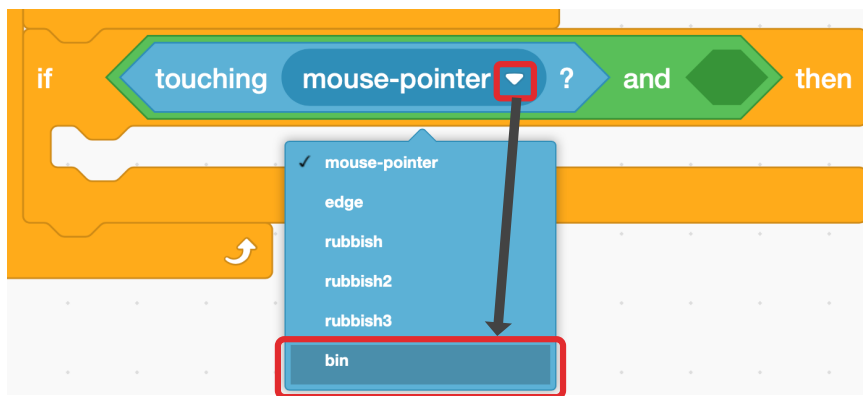 if touching mouse-pointer ? and then
mouse-pointer
edge
rubbish
rubbish2
rubbish3
bin